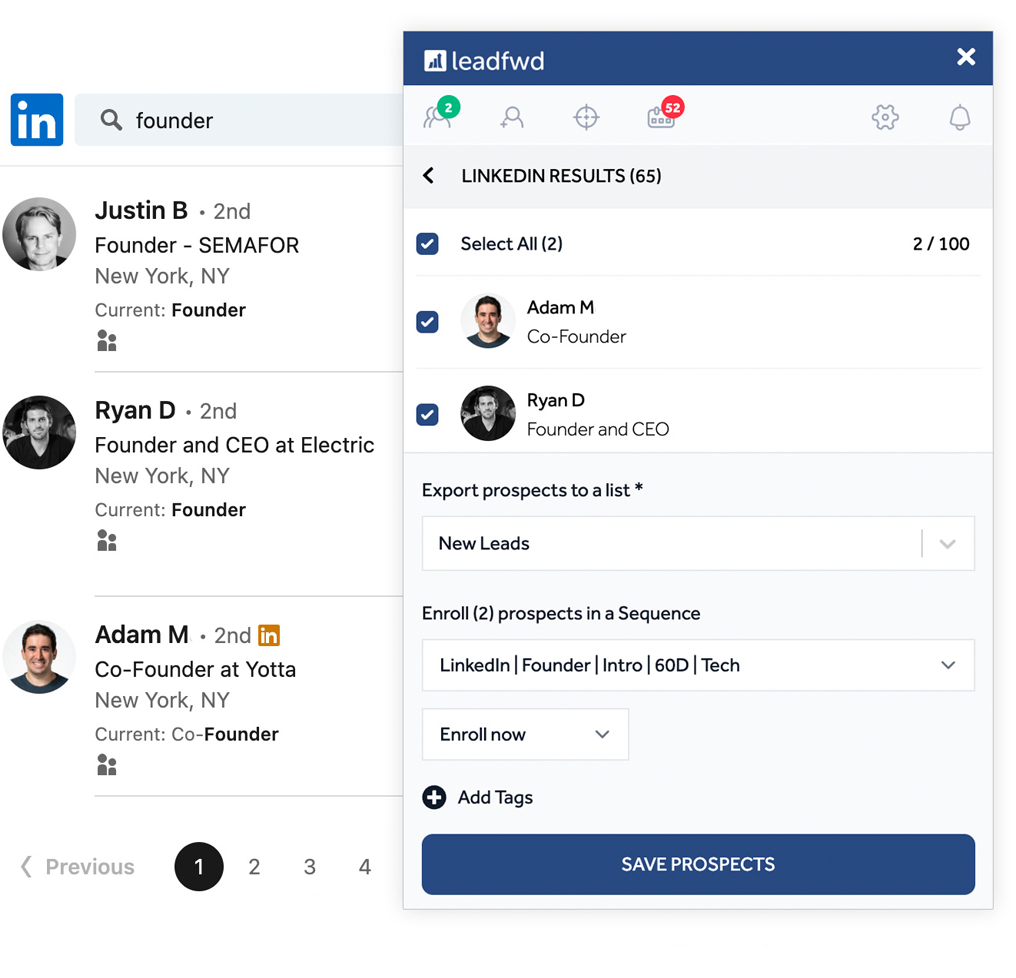 in
founder
Justin B • 2nd
Founder - SEMAFOR
New York, NY
Current: Founder
Ryan D • 2nd
Founder and CEO at Electric
New York, NY
Current: Founder
Adam M • 2nd in
Co-Founder at Yotta
New York, NY
Current: Co-Founder
Previous 1 2 3 4
leadfwd
2
52
LINKEDIN RESULTS (65)
Select All (2) 2 / 100
Adam M
Co-Founder
Ryan D
Founder and CEO
Export prospects to a list *
New Leads
Enroll (2) prospects in a Sequence
LinkedIn | Founder | Intro | 60D | Tech
Enroll now
Add Tags
SAVE PROSPECTS